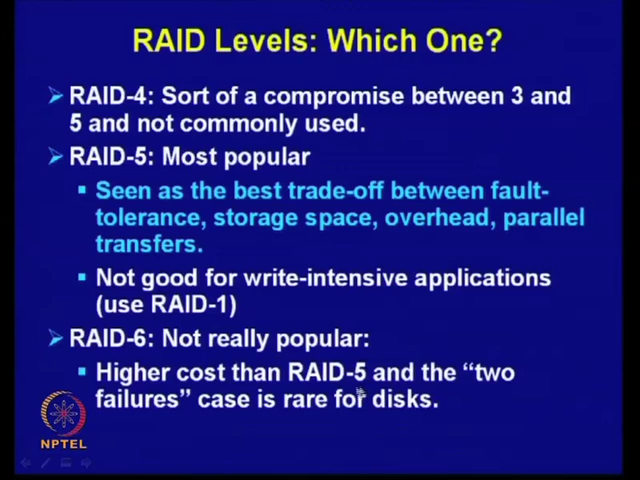 RAID Levels: Which One?
RAID-4: Sort of a compromise between 3 and
5 and not commonly used.
RAID-5: Most popular
Seen as the best trade-off between fault-
tolerance, storage space, overhead, parallel
transfers.
Not good for write-intensive applications
(use RAID-1)
RAID-6: Not really popular:
Higher cost than RAID-5 and the “two
failures” case is rare for disks.
NPTEL